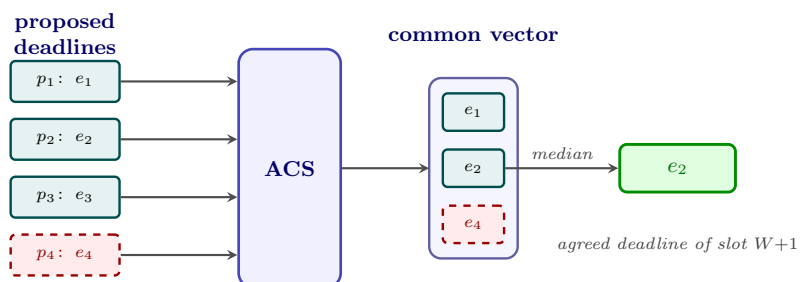 proposed
deadlines
p₁: e₁
p₂: e₂
p₃: e₃
p₄: e₄
ACS
common vector
e₁
e₂
e₄
median
e₂
agreed deadline of slot W+1